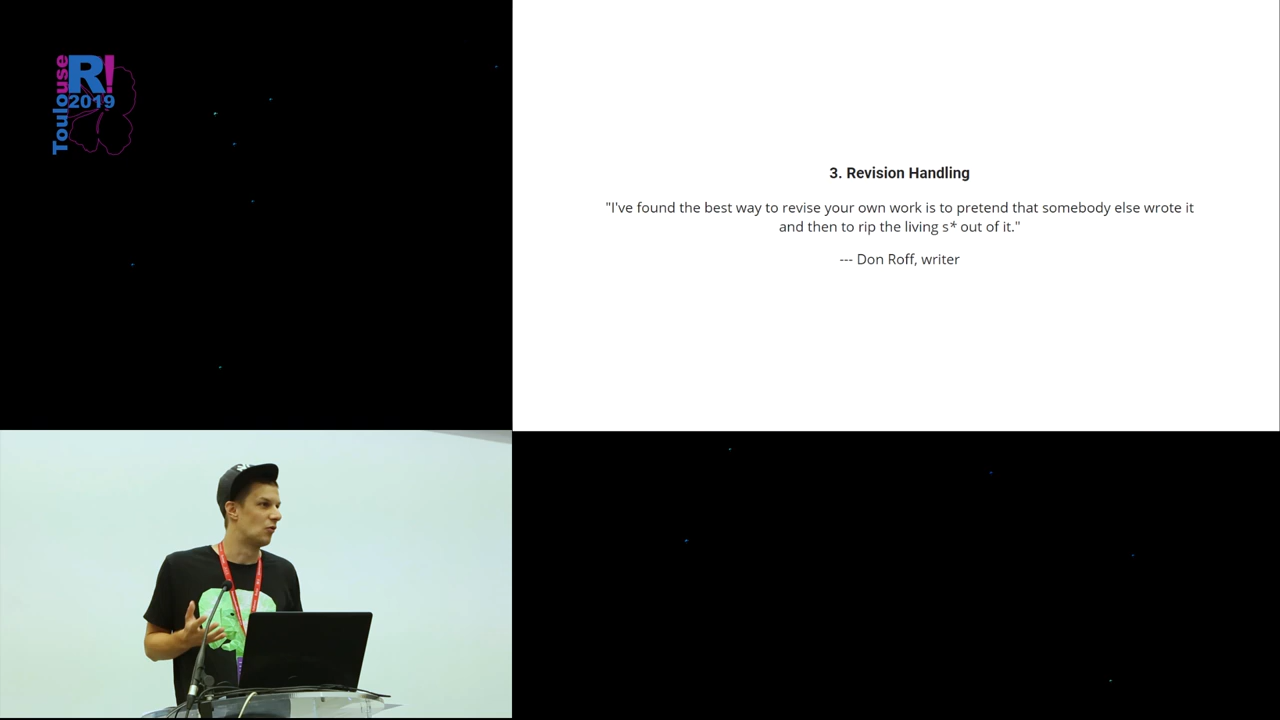 Toulouse
R!
2019
3. Revision Handling
"I've found the best way to revise your own work is to pretend that somebody else wrote it
and then to rip the living s* out of it."
--- Don Roff, writer